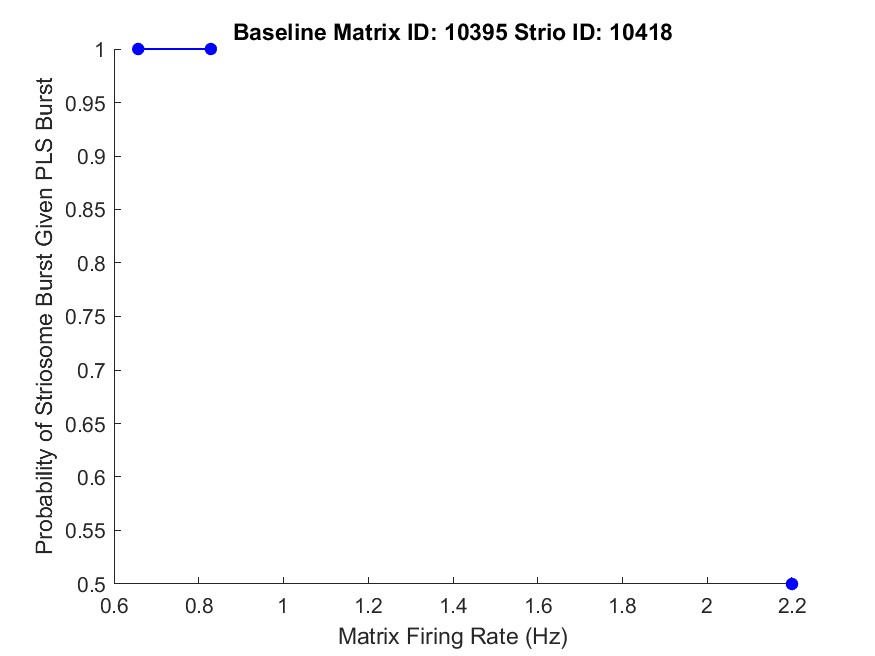 Baseline Matrix ID: 10395 Strio ID: 10418
Probability of Striosome Burst Given PLS Burst
1
0.95
0.9
0.85
0.8
0.75
0.7
0.65
0.6
0.55
0.5
0.6 0.8 1 1.2 1.4 1.6 1.8 2 2.2
Matrix Firing Rate (Hz)